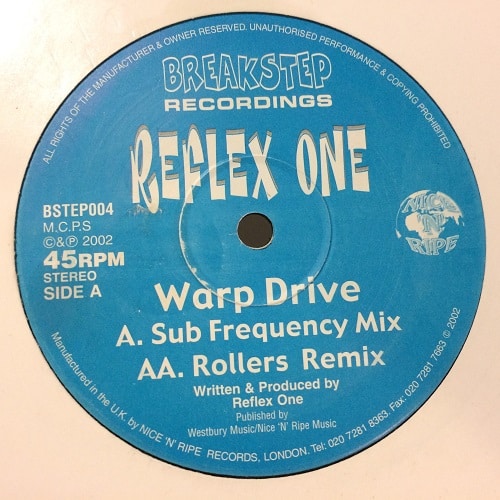 ALL RIGHTS OF THE MANUFACTURER & OWNER RESERVED. UNAUTHORISED PERFORMANCE & COPYING PROHIBITED
BREAKSTEP
RECORDINGS
REFLEX ONE
BSTEP004
M.C.P.S
©&℗ 2002
45RPM
STEREO
SIDE A
NICE
'N'
RIPE
Warp Drive
A. Sub Frequency Mix
AA. Rollers Remix
Written & Produced by
Reflex One
Published by
Westbury Music/Nice 'N' Ripe Music
Manufactured in the U.K. by NICE 'N' RIPE RECORDS, LONDON. Tel: 020 7281 8363. Fax: 020 7281 7663 © 2002